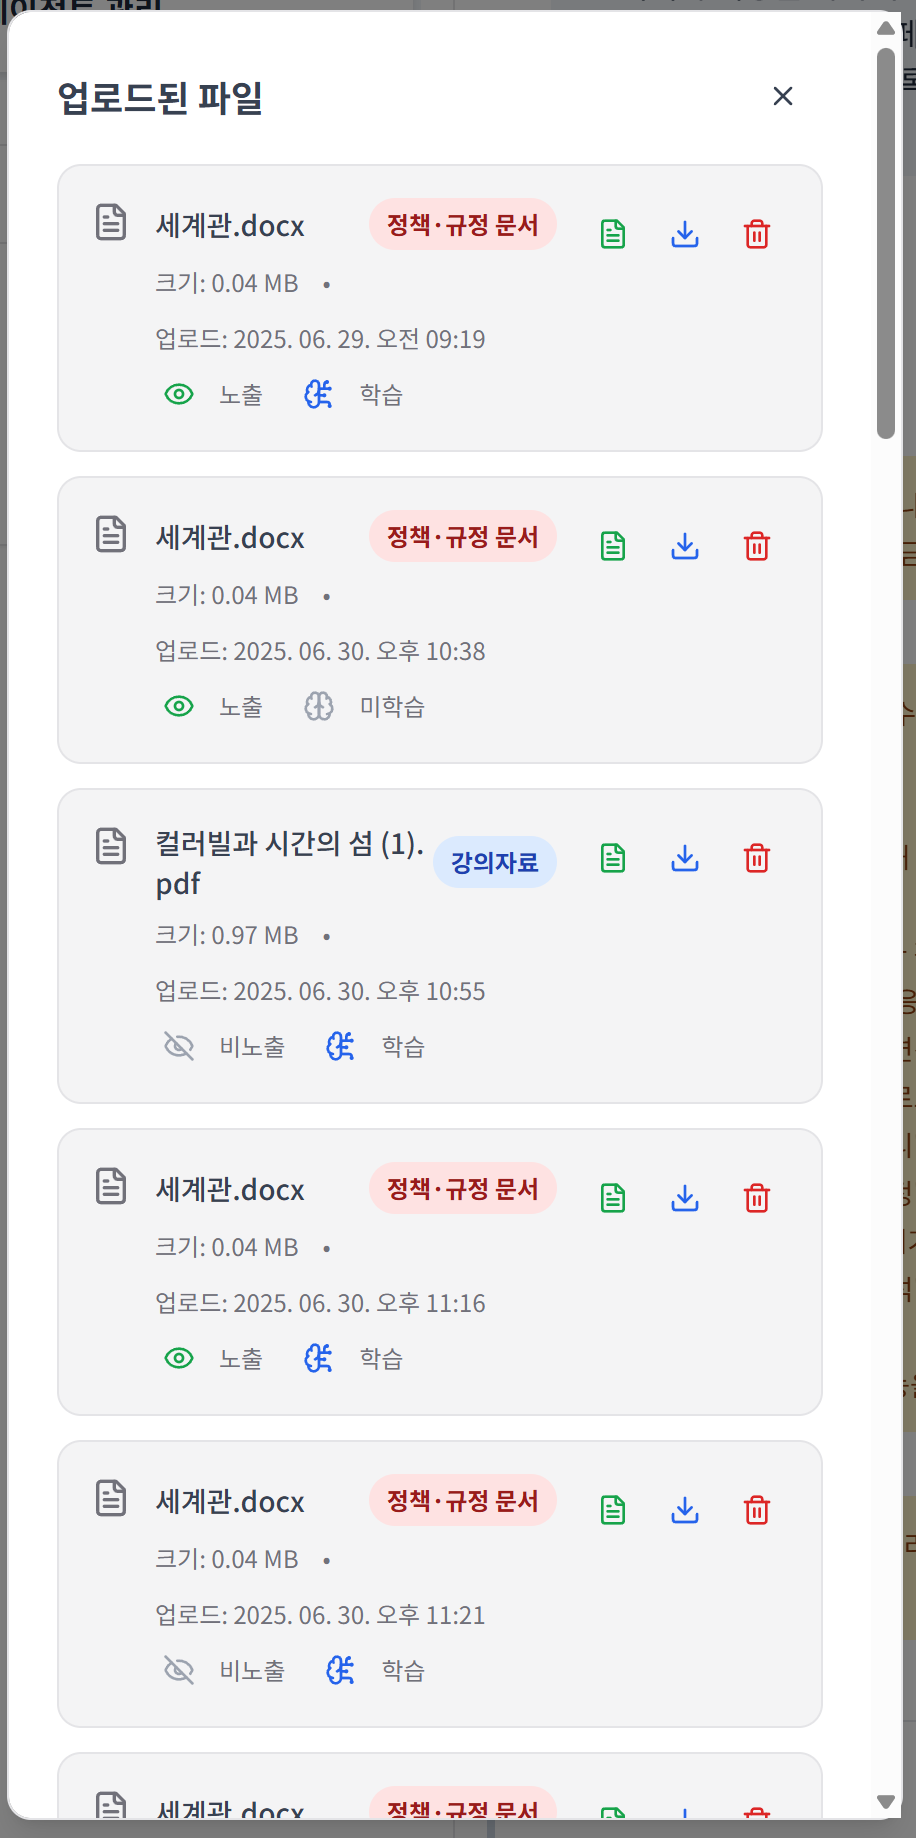 업로드된 파일
세계관.docx 정책·규정 문서
크기: 0.04 MB •
업로드: 2025. 06. 29. 오전 09:19
노출 학습
세계관.docx 정책·규정 문서
크기: 0.04 MB •
업로드: 2025. 06. 30. 오후 10:38
노출 미학습
컬러빌과 시간의 섬 (1).
pdf 강의자료
크기: 0.97 MB •
업로드: 2025. 06. 30. 오후 10:55
비노출 학습
세계관.docx 정책·규정 문서
크기: 0.04 MB •
업로드: 2025. 06. 30. 오후 11:16
노출 학습
세계관.docx 정책·규정 문서
크기: 0.04 MB •
업로드: 2025. 06. 30. 오후 11:21
비노출 학습
세계관.docx 정책·규정 문서